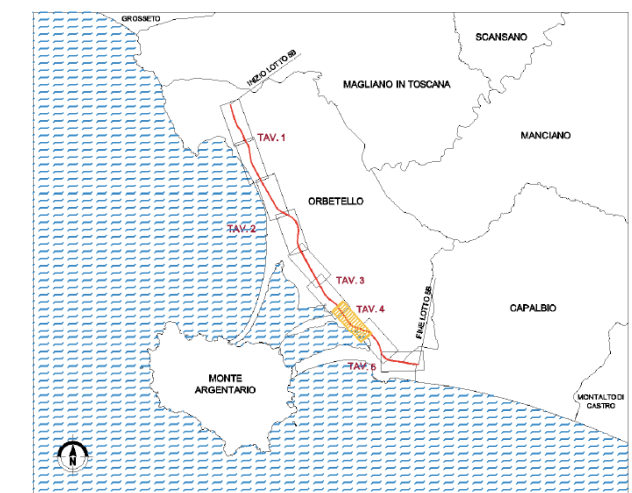 GROSSETO
SCANSANO
INIZIO LOTTO 5B
MAGLIANO IN TOSCANA
TAV. 1
MANCIANO
ORBETELLO
TAV. 2
TAV. 3
TAV. 4
FINE LOTTO 5B
CAPALBIO
TAV. 5
MONTE
ARGENTARIO
MONTALTO DI
CASTRO
N